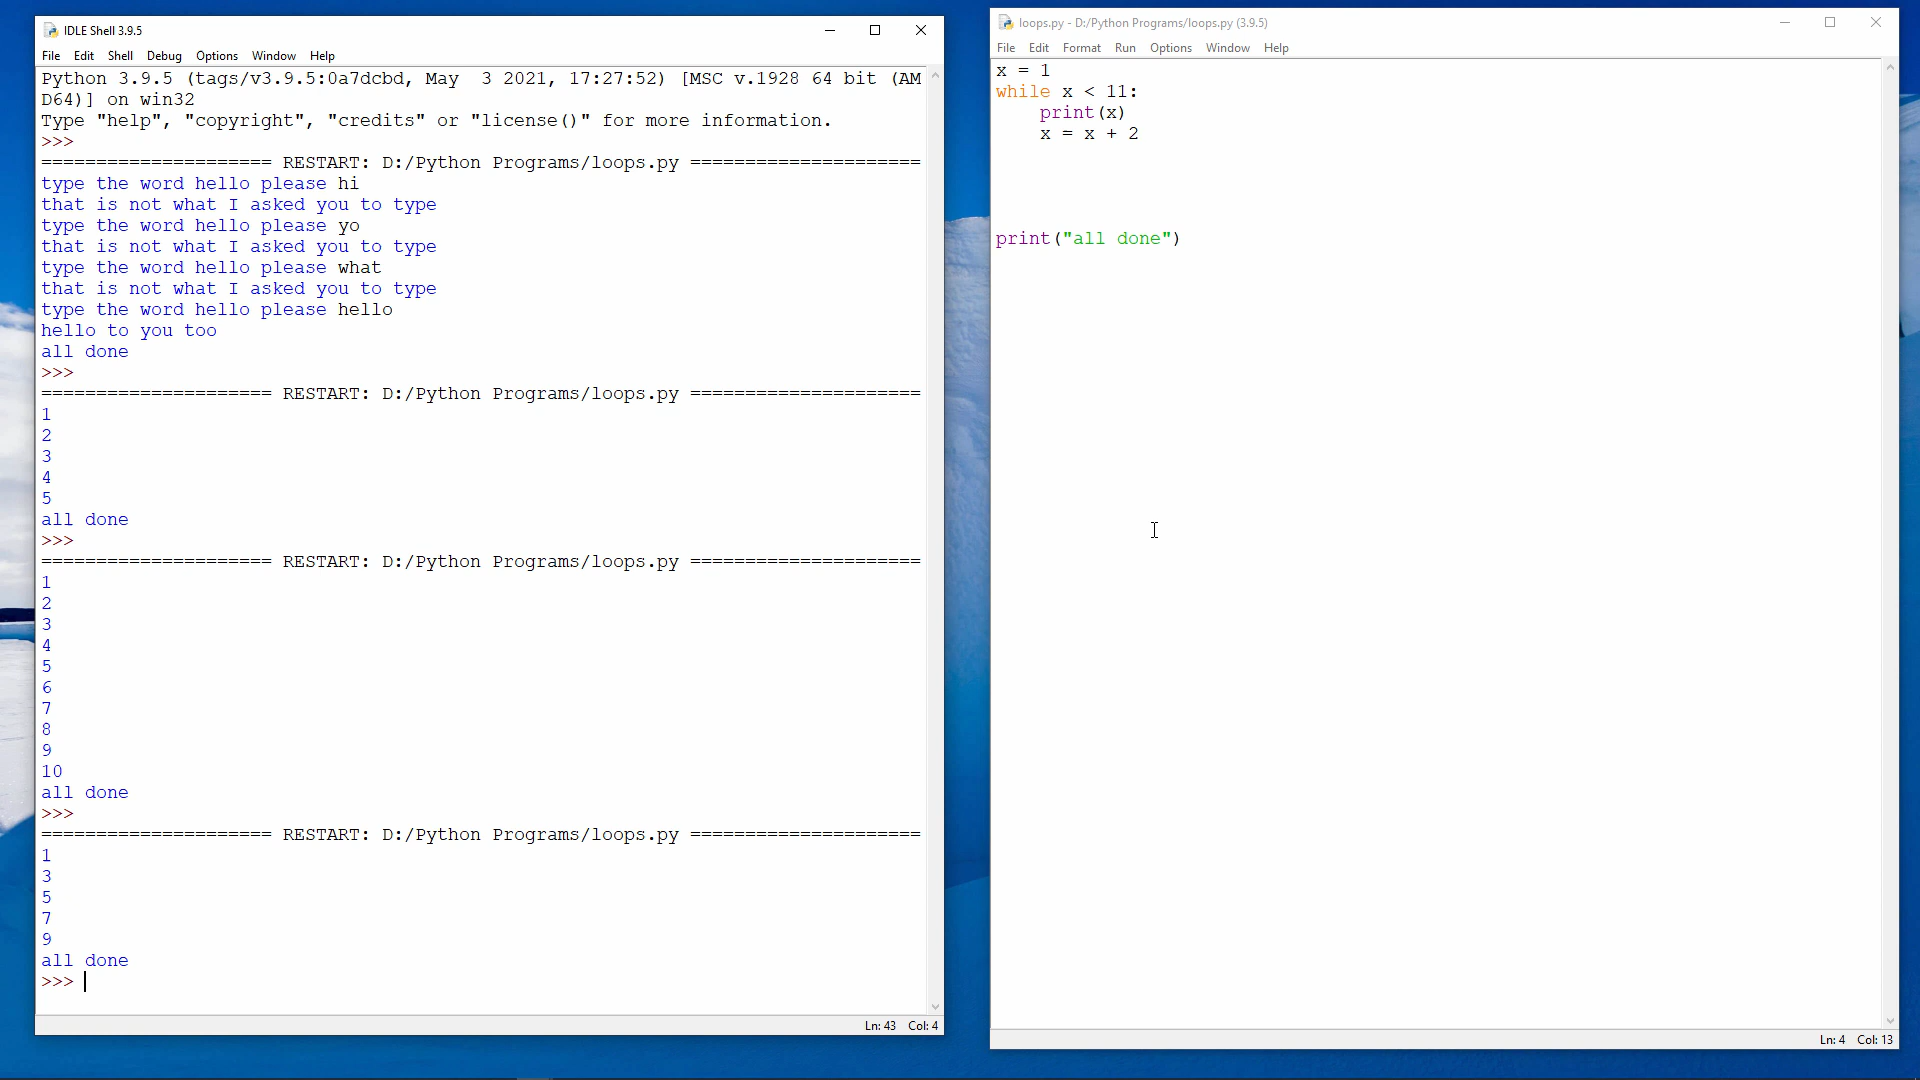 IDLE Shell 3.9.5
File Edit Shell Debug Options Window Help
Python 3.9.5 (tags/v3.9.5:0a7dcbd, May  3 2021, 17:27:52) [MSC v.1928 64 bit (AM
D64)] on win32
Type "help", "copyright", "credits" or "license()" for more information.
>>>
===================== RESTART: D:/Python Programs/loops.py =====================
type the word hello please hi
that is not what I asked you to type
type the word hello please yo
that is not what I asked you to type
type the word hello please what
that is not what I asked you to type
type the word hello please hello
hello to you too
all done
>>>
===================== RESTART: D:/Python Programs/loops.py =====================
1
2
3
4
5
all done
>>>
===================== RESTART: D:/Python Programs/loops.py =====================
1
2
3
4
5
6
7
8
9
10
all done
>>>
===================== RESTART: D:/Python Programs/loops.py =====================
1
3
5
7
9
all done
>>>
Ln: 43 Col: 4
loops.py - D:/Python Programs/loops.py (3.9.5)
File Edit Format Run Options Window Help
x = 1
while x < 11:
    print(x)
    x = x + 2
print("all done")
Ln: 4 Col: 13